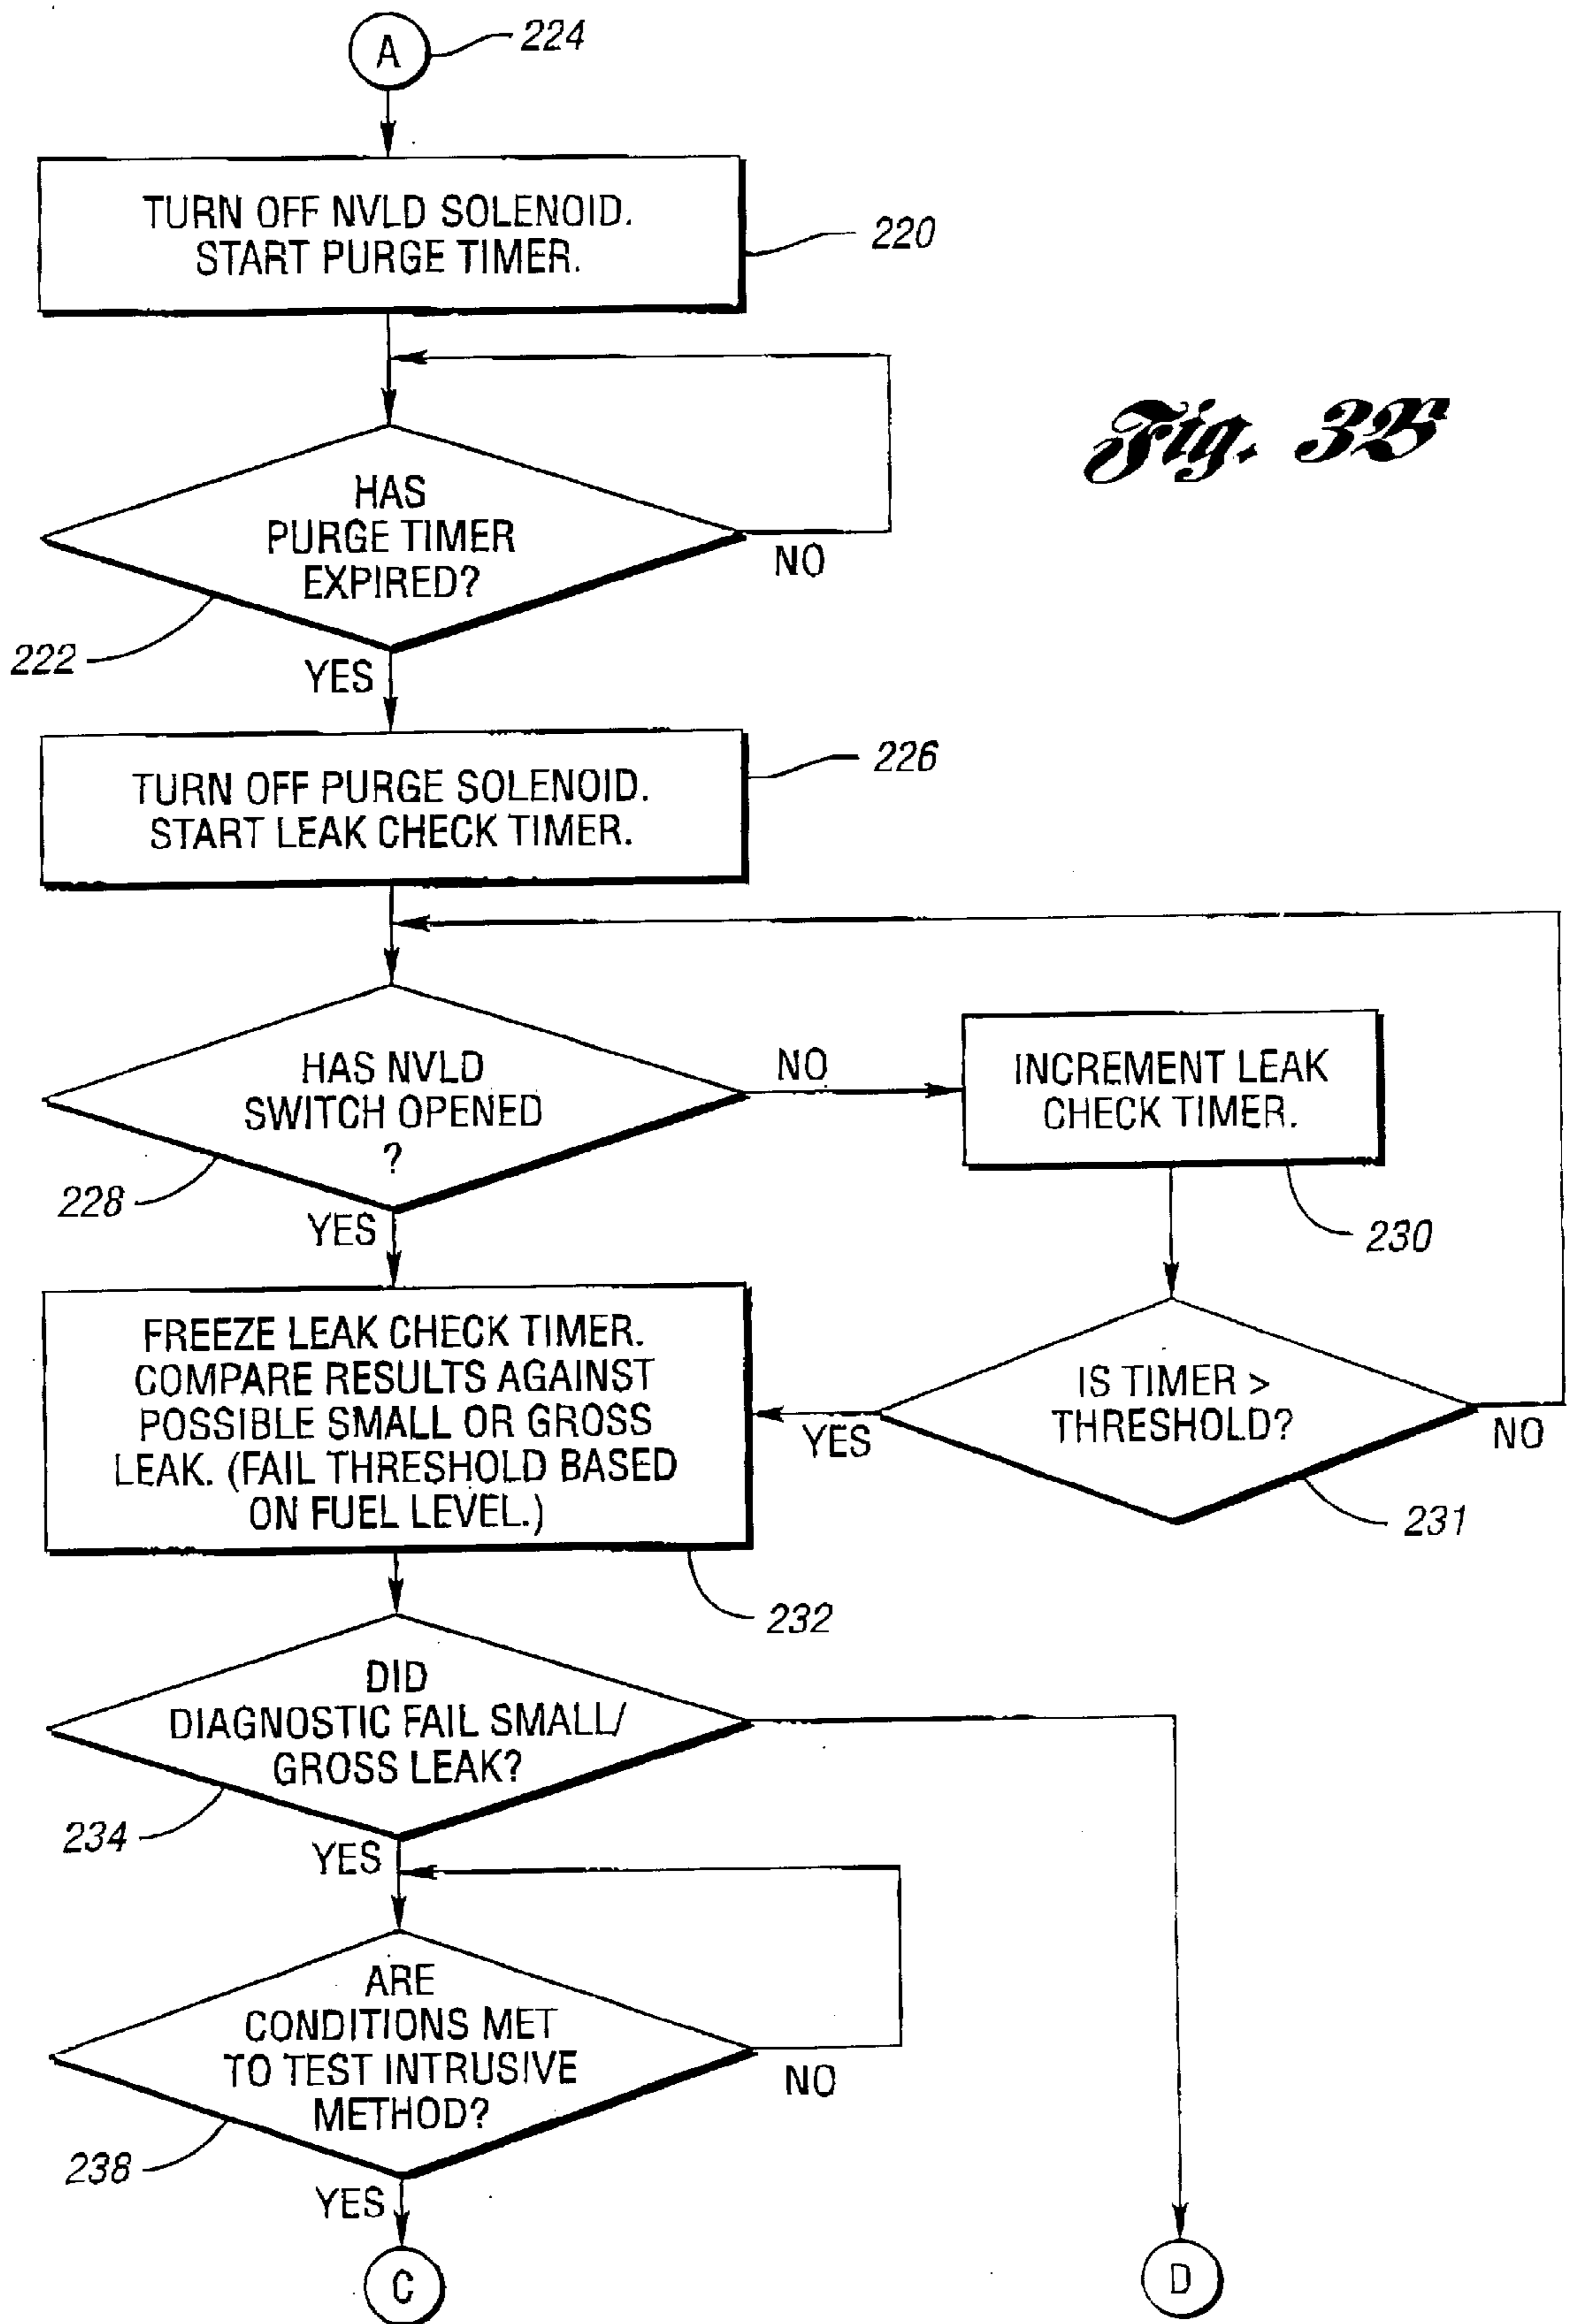 A
224
TURN OFF NVLD SOLENOID.
START PURGE TIMER.
220
Fig. 3B
HAS
PURGE TIMER
EXPIRED?
NO
222
YES
TURN OFF PURGE SOLENOID.
START LEAK CHECK TIMER.
226
HAS NVLD
SWITCH OPENED
?
NO
228
YES
INCREMENT LEAK
CHECK TIMER.
230
IS TIMER >
THRESHOLD?
YES
NO
231
FREEZE LEAK CHECK TIMER.
COMPARE RESULTS AGAINST
POSSIBLE SMALL OR GROSS
LEAK. (FAIL THRESHOLD BASED
ON FUEL LEVEL.)
232
DID
DIAGNOSTIC FAIL SMALL/
GROSS LEAK?
234
YES
ARE
CONDITIONS MET
TO TEST INTRUSIVE
METHOD?
NO
238
YES
C
D